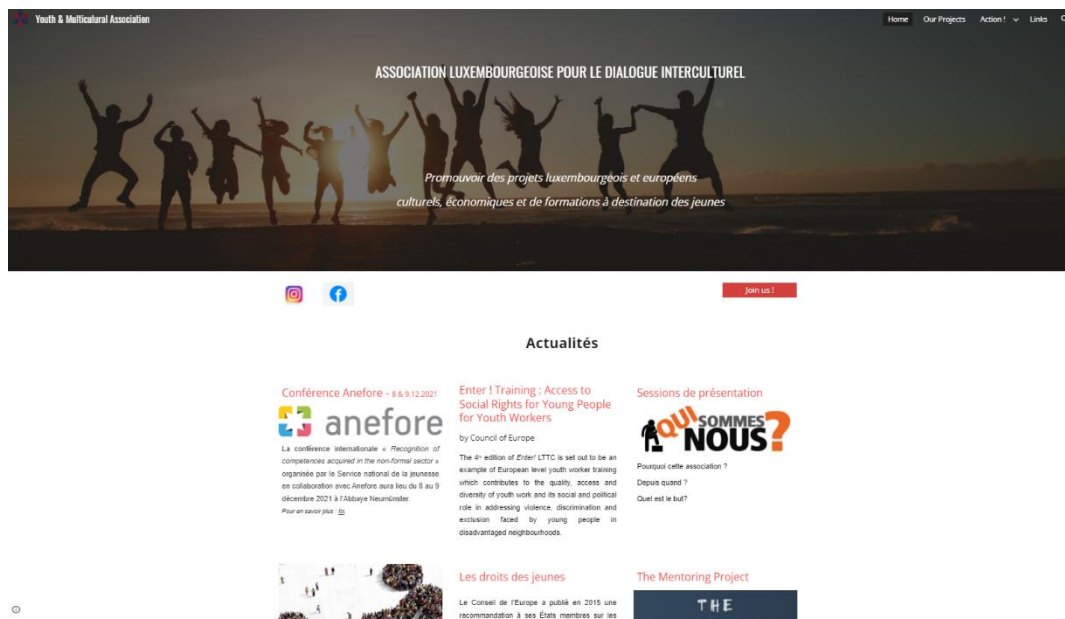 Youth & Multiculural Association
Home Our Projects Action ! Links
ASSOCIATION LUXEMBOURGEOISE POUR LE DIALOGUE INTERCULTUREL
Promouvoir des projets luxembourgeois et européens
culturels, économiques et de formations à destination des jeunes
Join us !
Actualités
Conférence Anefore - 8 & 9.12.2021
anefore
La conférence internationale « Recognition of
competences acquired in the non-formal sector »
organisée par le Service national de la jeunesse
en collaboration avec Anefore aura lieu du 8 au 9
décembre 2021 à l'Abbaye Neumünster.
Pour en savoir plus : Ici.
Enter ! Training : Access to
Social Rights for Young People
for Youth Workers
by Council of Europe
The 4th edition of Enter! LTTC is set out to be an
example of European level youth worker training
which contributes to the quality, access and
diversity of youth work and its social and political
role in addressing violence, discrimination and
exclusion faced by young people in
disadvantaged neighbourhoods.
Sessions de présentation
QUI SOMMES
NOUS?
Pourquoi cette association ?
Depuis quand ?
Quel est le but?
Les droits des jeunes
Le Conseil de l'Europe a publié en 2015 une
recommandation à ses États membres sur les
The Mentoring Project
THE